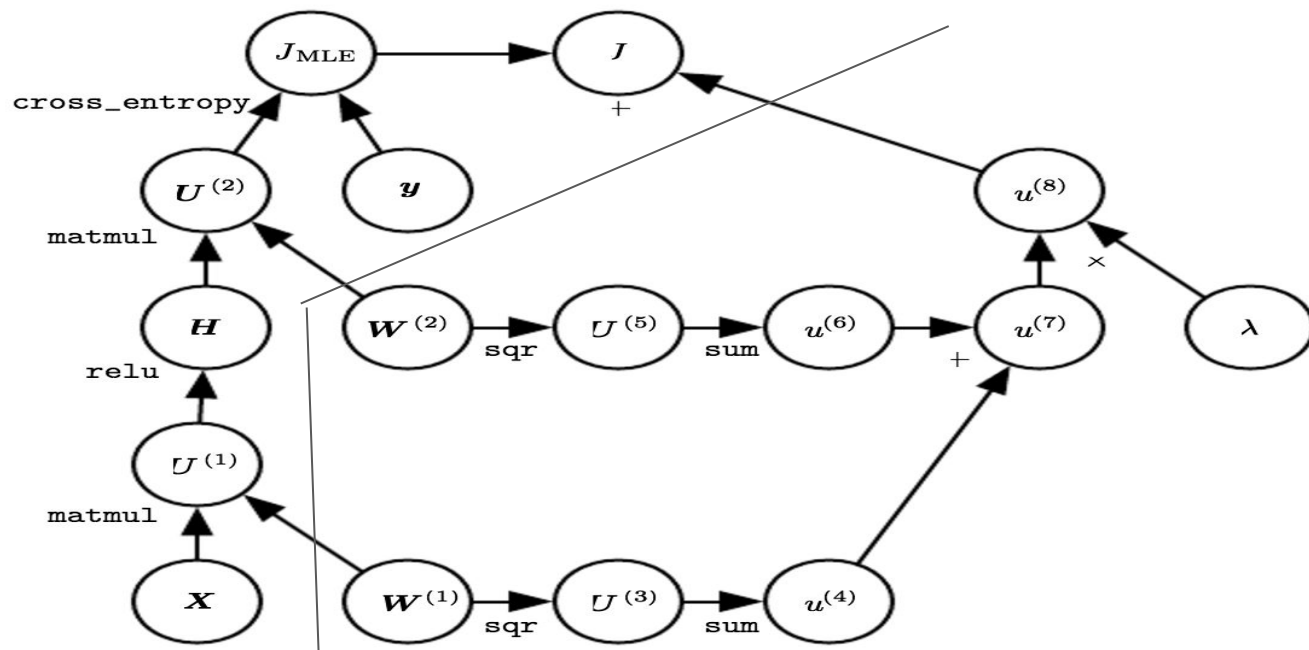 J_MLE J
cross_entropy +
U^(2) y u^(8)
matmul ×
H W^(2) U^(5) u^(6) u^(7) λ
sqr sum +
relu
U^(1)
matmul
X W^(1) U^(3) u^(4)
sqr sum